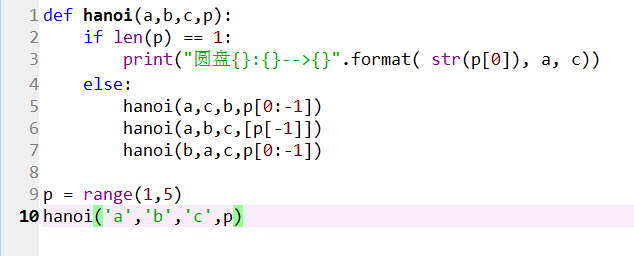 1 def hanoi(a,b,c,p):
2     if len(p) == 1:
3         print("圆盘{}:{}-->{}".format( str(p[0]), a, c))
4     else:
5         hanoi(a,c,b,p[0:-1])
6         hanoi(a,b,c,[p[-1]])
7         hanoi(b,a,c,p[0:-1])
8
9 p = range(1,5)
10 hanoi('a','b','c',p)